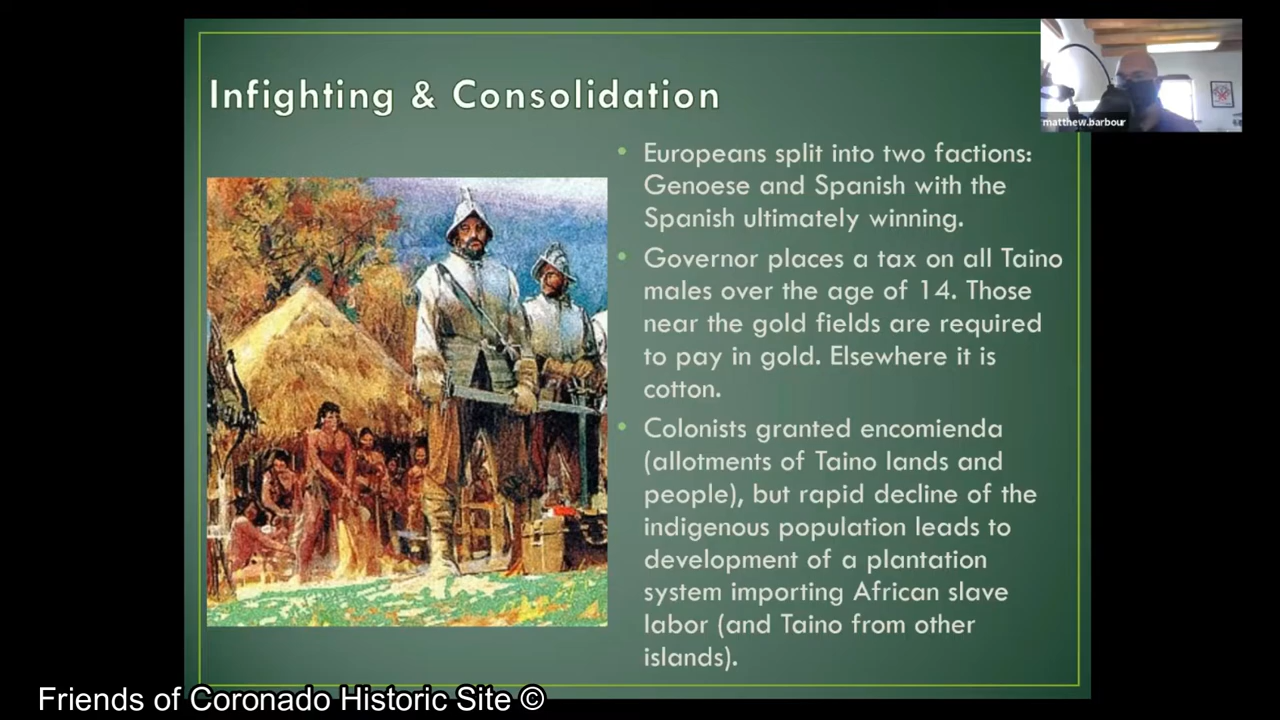 Infighting & Consolidation
matthew.barbour
• Europeans split into two factions:
Genoese and Spanish with the
Spanish ultimately winning.
• Governor places a tax on all Taino
males over the age of 14. Those
near the gold fields are required
to pay in gold. Elsewhere it is
cotton.
• Colonists granted encomienda
(allotments of Taino lands and
people), but rapid decline of the
indigenous population leads to
development of a plantation
system importing African slave
labor (and Taino from other
islands).
Friends of Coronado Historic Site ©